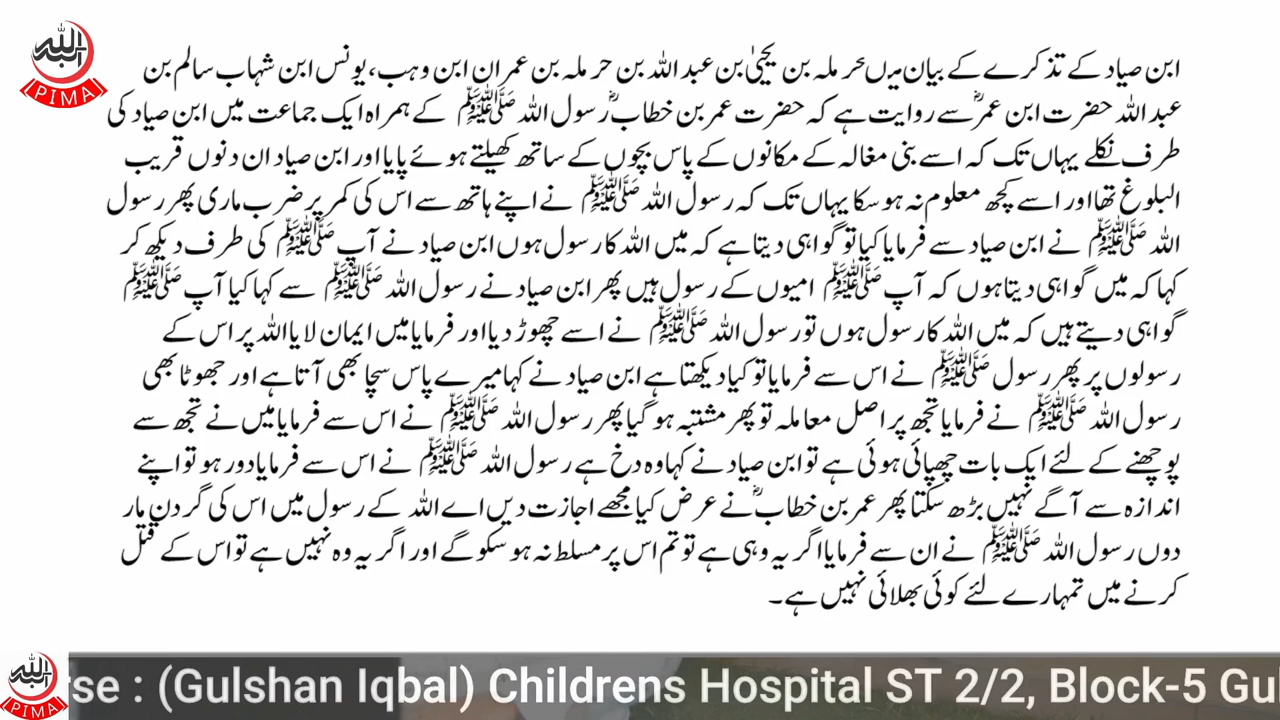 ابن صیاد کے تذکرے کے بیان میں حرملہ بن یحییٰ بن عبد اللہ بن حرملہ بن عمران ابن وہب، یونس ابن شہاب سالم بن
عبد اللہ حضرت ابن عمرؓ سے روایت ہے کہ حضرت عمر بن خطابؓ رسول اللہ ﷺ کے ہمراہ ایک جماعت میں ابن صیاد کی
طرف نکلے یہاں تک کہ اسے بنی مغالہ کے مکانوں کے پاس بچوں کے ساتھ کھیلتے ہوئے پایا اور ابن صیاد ان دنوں قریب
البلوغ تھا اور اسے کچھ معلوم نہ ہو سکا یہاں تک کہ رسول اللہ ﷺ نے اپنے ہاتھ سے اس کی کمر پر ضرب ماری پھر رسول
اللہ ﷺ نے ابن صیاد سے فرمایا کیا تو گواہی دیتا ہے کہ میں اللہ کا رسول ہوں ابن صیاد نے آپ ﷺ کی طرف دیکھ کر
کہا کہ میں گواہی دیتا ہوں کہ آپ ﷺ امیوں کے رسول ہیں پھر ابن صیاد نے رسول اللہ ﷺ سے کہا کیا آپ ﷺ
گواہی دیتے ہیں کہ میں اللہ کا رسول ہوں تو رسول اللہ ﷺ نے اسے چھوڑ دیا اور فرمایا میں ایمان لایا اللہ پر اس کے
رسولوں پر پھر رسول ﷺ نے اس سے فرمایا تو کیا دیکھتا ہے ابن صیاد نے کہا میرے پاس سچا بھی آتا ہے اور جھوٹا بھی
رسول اللہ ﷺ نے فرمایا تجھ پر اصل معاملہ تو پھر مشتبہ ہو گیا پھر رسول اللہ ﷺ نے اس سے فرمایا میں نے تجھ سے
پوچھنے کے لئے ایک بات چھپائی ہوئی ہے تو ابن صیاد نے کہا وہ دخ ہے رسول اللہ ﷺ نے اس سے فرمایا دور ہو تو اپنے
اندازہ سے آگے نہیں بڑھ سکتا پھر عمر بن خطابؓ نے عرض کیا مجھے اجازت دیں اے اللہ کے رسول میں اس کی گردن مار
دوں رسول اللہ ﷺ نے ان سے فرمایا اگر یہ وہی ہے تو تم اس پر مسلط نہ ہو سکو گے اور اگر یہ وہ نہیں ہے تو اس کے قتل
کرنے میں تمہارے لئے کوئی بھلائی نہیں ہے۔
PIMA
rse : (Gulshan Iqbal) Childrens Hospital ST 2/2, Block-5 Gu
PIMA